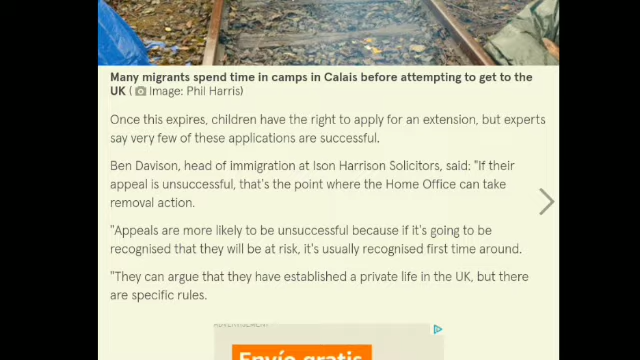 Many migrants spend time in camps in Calais before attempting to get to the
UK ( Image: Phil Harris)
Once this expires, children have the right to apply for an extension, but experts
say very few of these applications are successful.
Ben Davison, head of immigration at Ison Harrison Solicitors, said: "If their
appeal is unsuccessful, that's the point where the Home Office can take
removal action.
"Appeals are more likely to be unsuccessful because if it's going to be
recognised that they will be at risk, it's usually recognised first time around.
"They can argue that they have established a private life in the UK, but there
are specific rules.
ADVERTISEMENT
Envío gratis